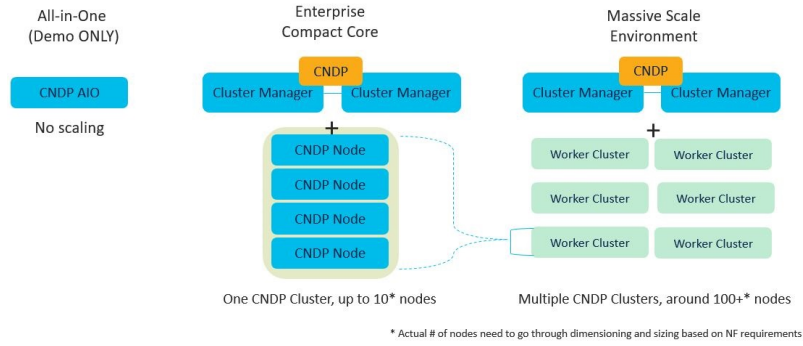 All-in-One
(Demo ONLY)
CNDP AIO
No scaling
Enterprise
Compact Core
CNDP
Cluster Manager
Cluster Manager
+
CNDP Node
CNDP Node
CNDP Node
CNDP Node
One CNDP Cluster, up to 10* nodes
Massive Scale
Environment
CNDP
Cluster Manager
Cluster Manager
+
Worker Cluster
Worker Cluster
Worker Cluster
Worker Cluster
Worker Cluster
Worker Cluster
Multiple CNDP Clusters, around 100+* nodes
* Actual # of nodes need to go through dimensioning and sizing based on NF requirements